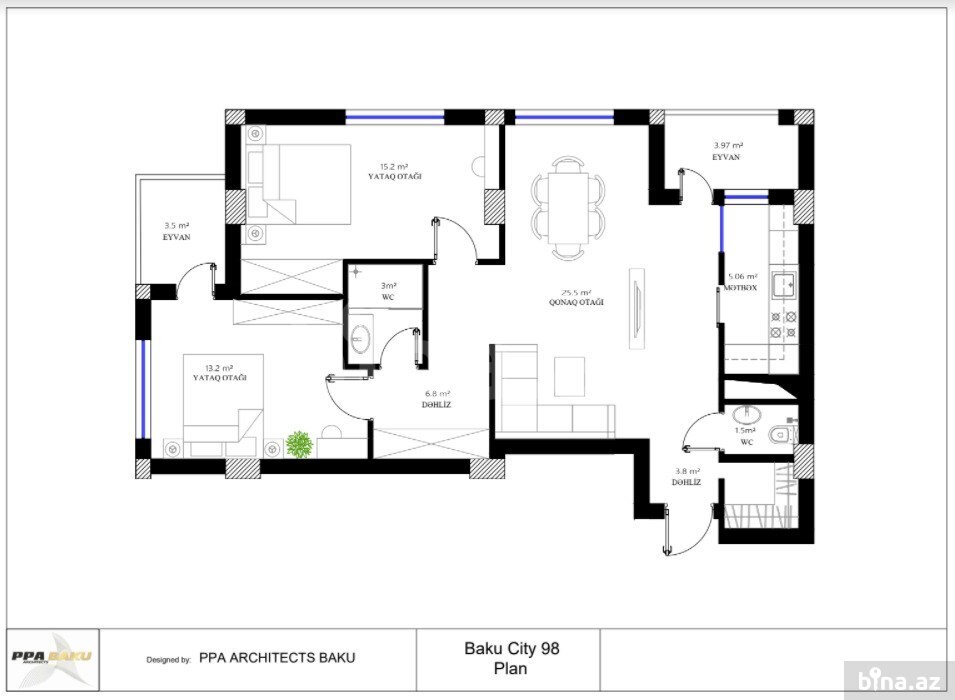 15.2 m²
YATAQ OTAĞI
3.97 m²
EYVAN
3.5 m²
EYVAN
3m²
WC
25.5 m²
QONAQ OTAĞI
5.06 m²
MƏTBƏX
13.2 m²
YATAQ OTAĞI
6.8 m²
DƏHLİZ
1.5m²
WC
3.8 m²
DƏHLİZ
PPA BAKU
ARCHITECTS
Designed by: PPA ARCHITECTS BAKU
Baku City 98
Plan
bina.az